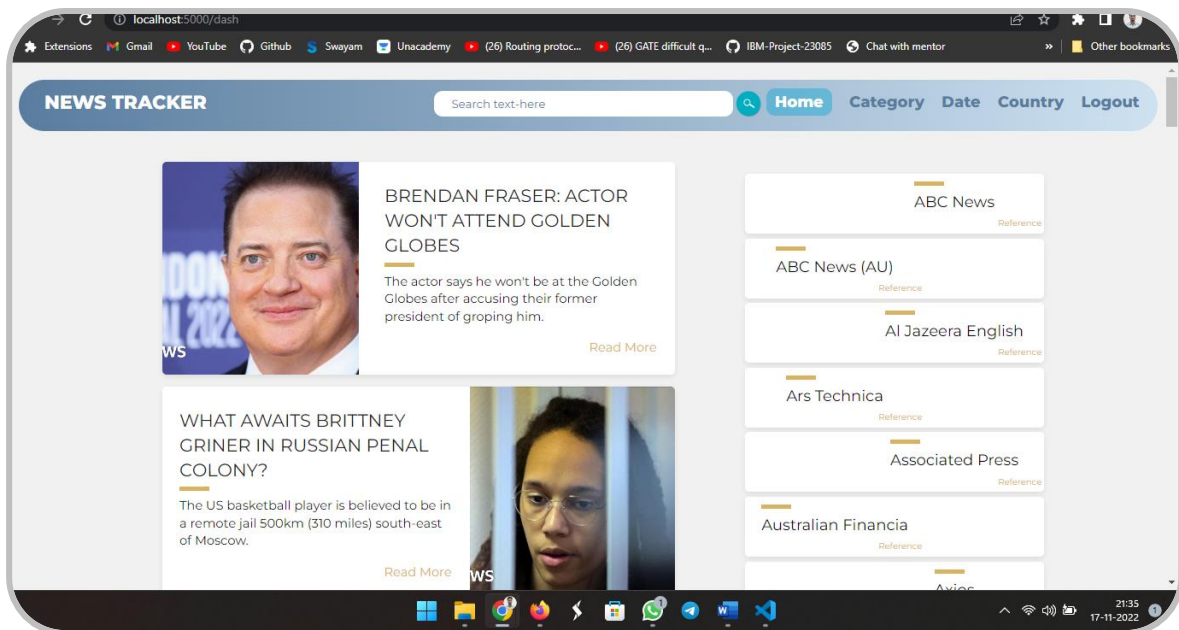 localhost:5000/dash
Extensions Gmail YouTube Github Swayam Unacademy (26) Routing protoc... (26) GATE difficult q... IBM-Project-23085 Chat with mentor » Other bookmarks
NEWS TRACKER Search text-here Home Category Date Country Logout
BRENDAN FRASER: ACTOR
WON'T ATTEND GOLDEN
GLOBES
The actor says he won't be at the Golden
Globes after accusing their former
president of groping him.
Read More
WS
WHAT AWAITS BRITTNEY
GRINER IN RUSSIAN PENAL
COLONY?
The US basketball player is believed to be in
a remote jail 500km (310 miles) south-east
of Moscow.
Read More
WS
ABC News
Reference
ABC News (AU)
Reference
Al Jazeera English
Reference
Ars Technica
Reference
Associated Press
Reference
Australian Financia
Reference
Axios
21:35
17-11-2022
1